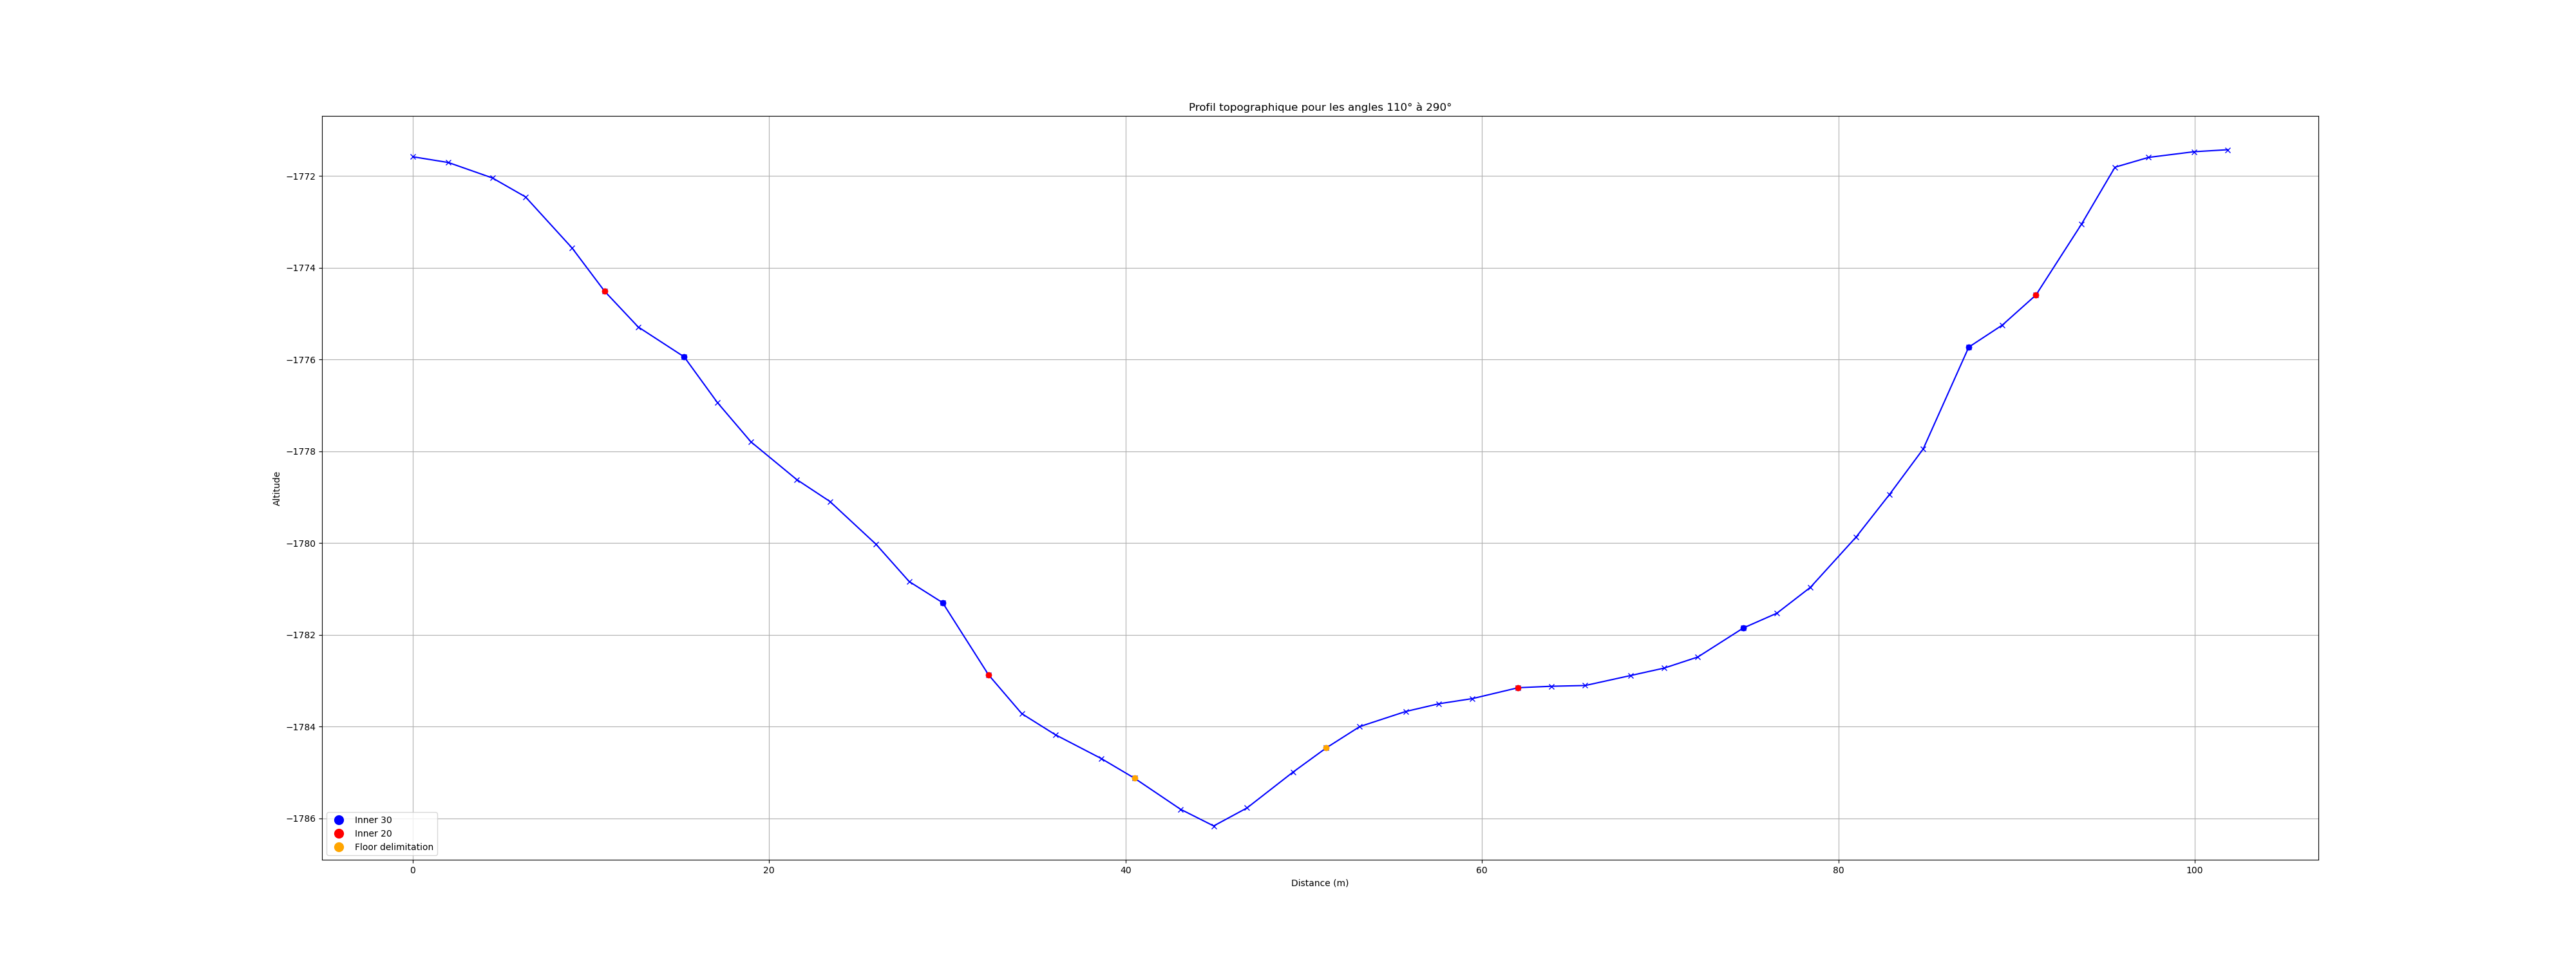 Profil topographique pour les angles 110° à 290°
−1772
−1774
−1776
−1778
−1780
−1782
−1784
−1786
Altitude
Inner 30
Inner 20
Floor delimitation
0 20 40 60 80 100
Distance (m)